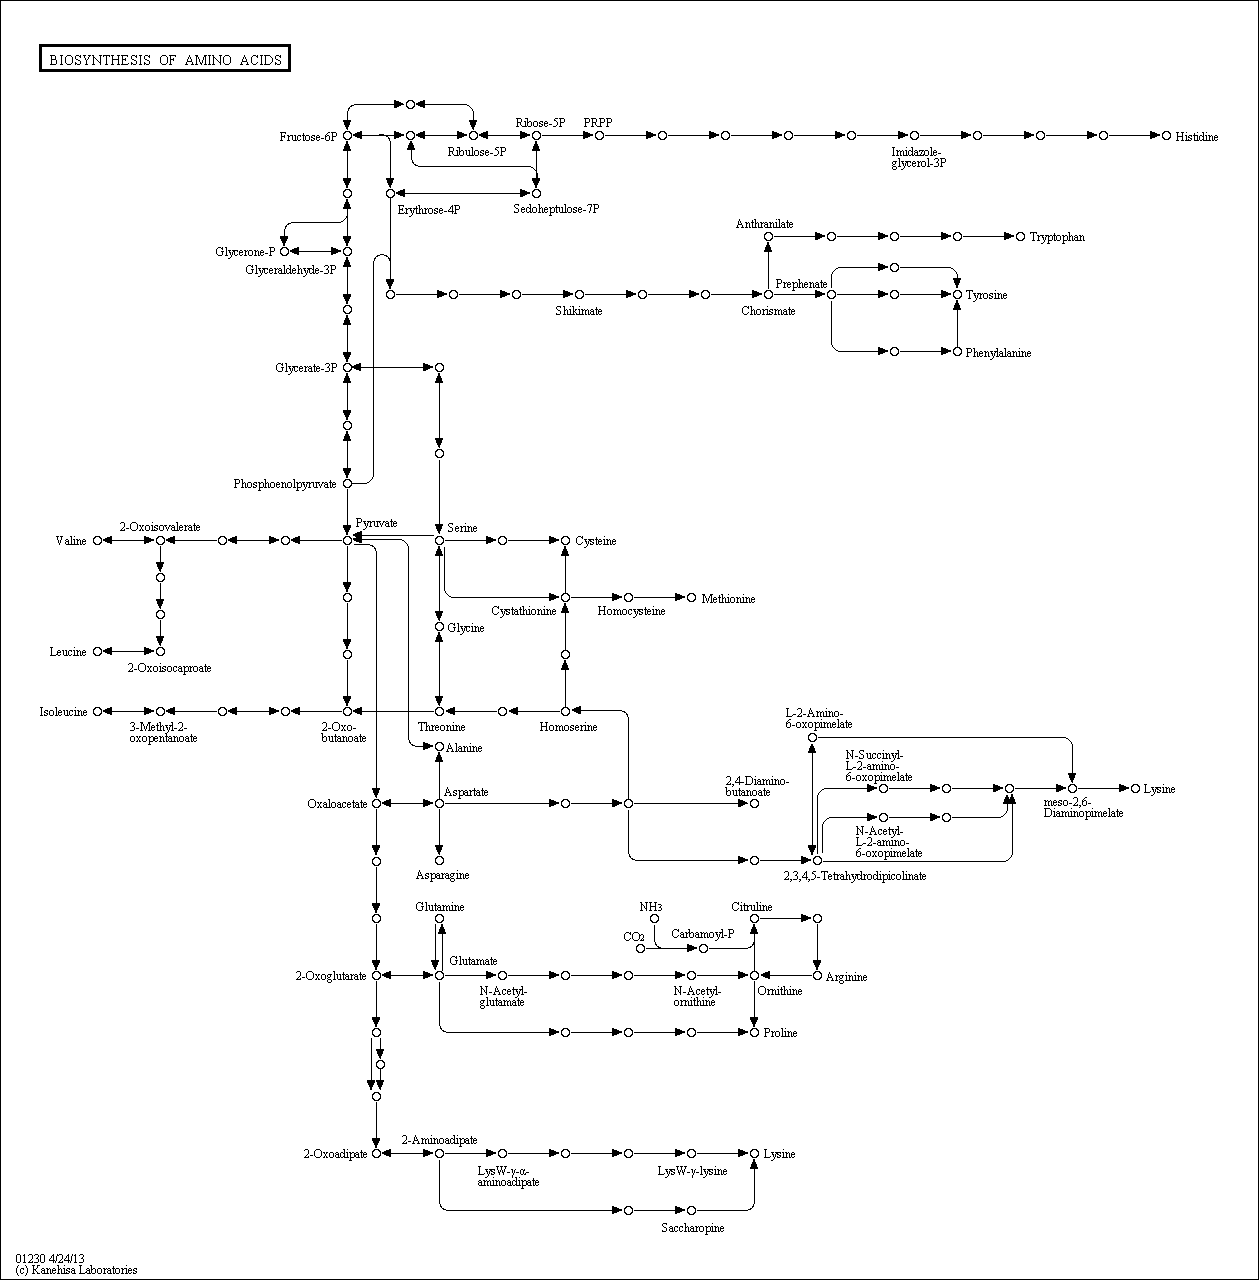 BIOSYNTHESIS OF AMINO ACIDS
Ribose-5P
PRPP
Fructose-6P
Histidine
Ribulose-5P
Imidazole-
glycerol-3P
Erythrose-4P
Sedoheptulose-7P
Anthranilate
Tryptophan
Glycerone-P
Glyceraldehyde-3P
Prephenate
Tyrosine
Shikimate
Chorismate
Phenylalanine
Glycerate-3P
Phosphoenolpyruvate
2-Oxoisovalerate
Pyruvate
Serine
Valine
Cysteine
Cystathionine
Homocysteine
Methionine
Glycine
Leucine
2-Oxoisocaproate
Isoleucine
3-Methyl-2-
oxopentanoate
2-Oxo-
butanoate
Threonine
Homoserine
L-2-Amino-
6-oxopimelate
Alanine
N-Succinyl-
L-2-amino-
6-oxopimelate
2,4-Diamino-
butanoate
Aspartate
Lysine
Oxaloacetate
meso-2,6-
Diaminopimelate
N-Acetyl-
L-2-amino-
6-oxopimelate
Asparagine
2,3,4,5-Tetrahydrodipicolinate
Glutamine
NH3
Citruline
CO2
Carbamoyl-P
Glutamate
2-Oxoglutarate
Arginine
N-Acetyl-
glutamate
N-Acetyl-
ornithine
Ornithine
Proline
2-Aminoadipate
2-Oxoadipate
Lysine
LysW-γ-α-
aminoadipate
LysW-γ-lysine
Saccharopine
01230 4/24/13
(c) Kanehisa Laboratories